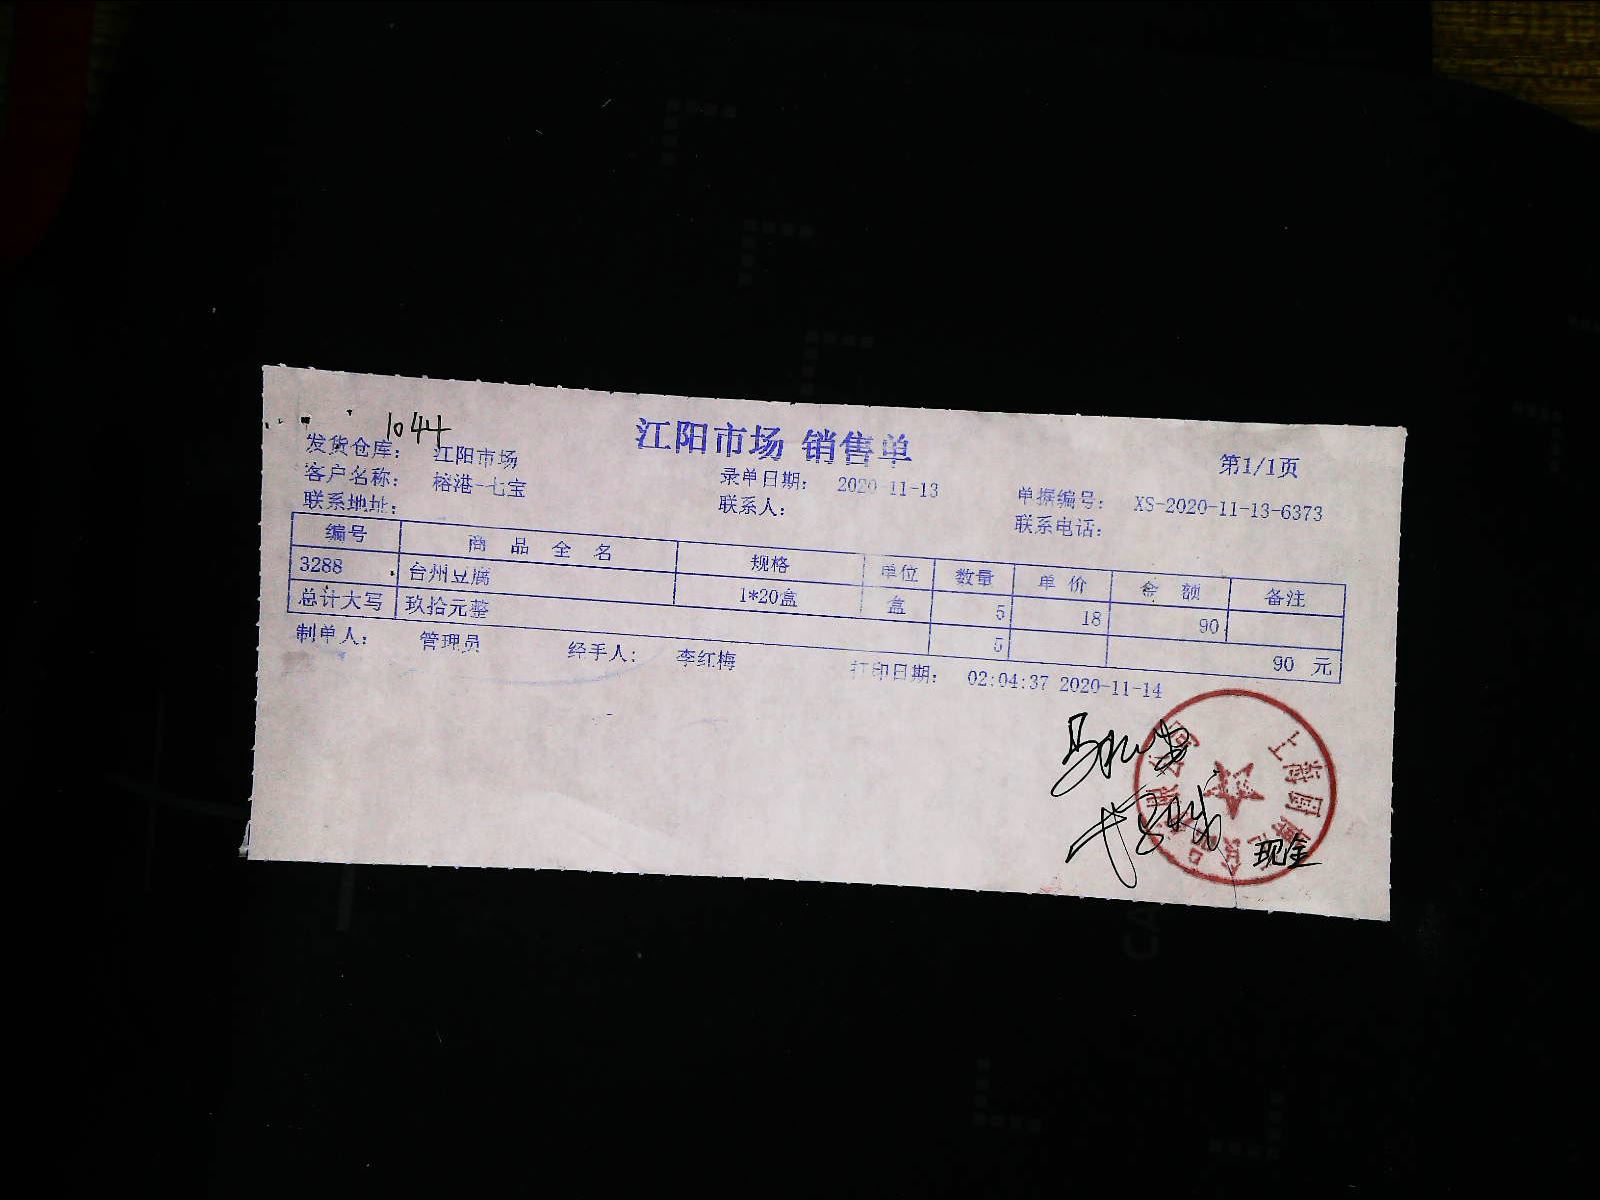 1044
江阳市场 销售单
第1/1页
发货仓库： 江阳市场
客户名称： 榕港-七宝 录单日期： 2020-11-13 单据编号： XS-2020-11-13-6373
联系地址： 联系人： 联系电话：
编号 商品全名 规格 单位 数量 单价 金额 备注
3288 台州豆腐 1*20盒 盒 5 18 90
总计大写 玖拾元整 5 90 元
制单人： 管理员 经手人： 李红梅 打印日期： 02:04:37 2020-11-14
上海国 限公司
现金